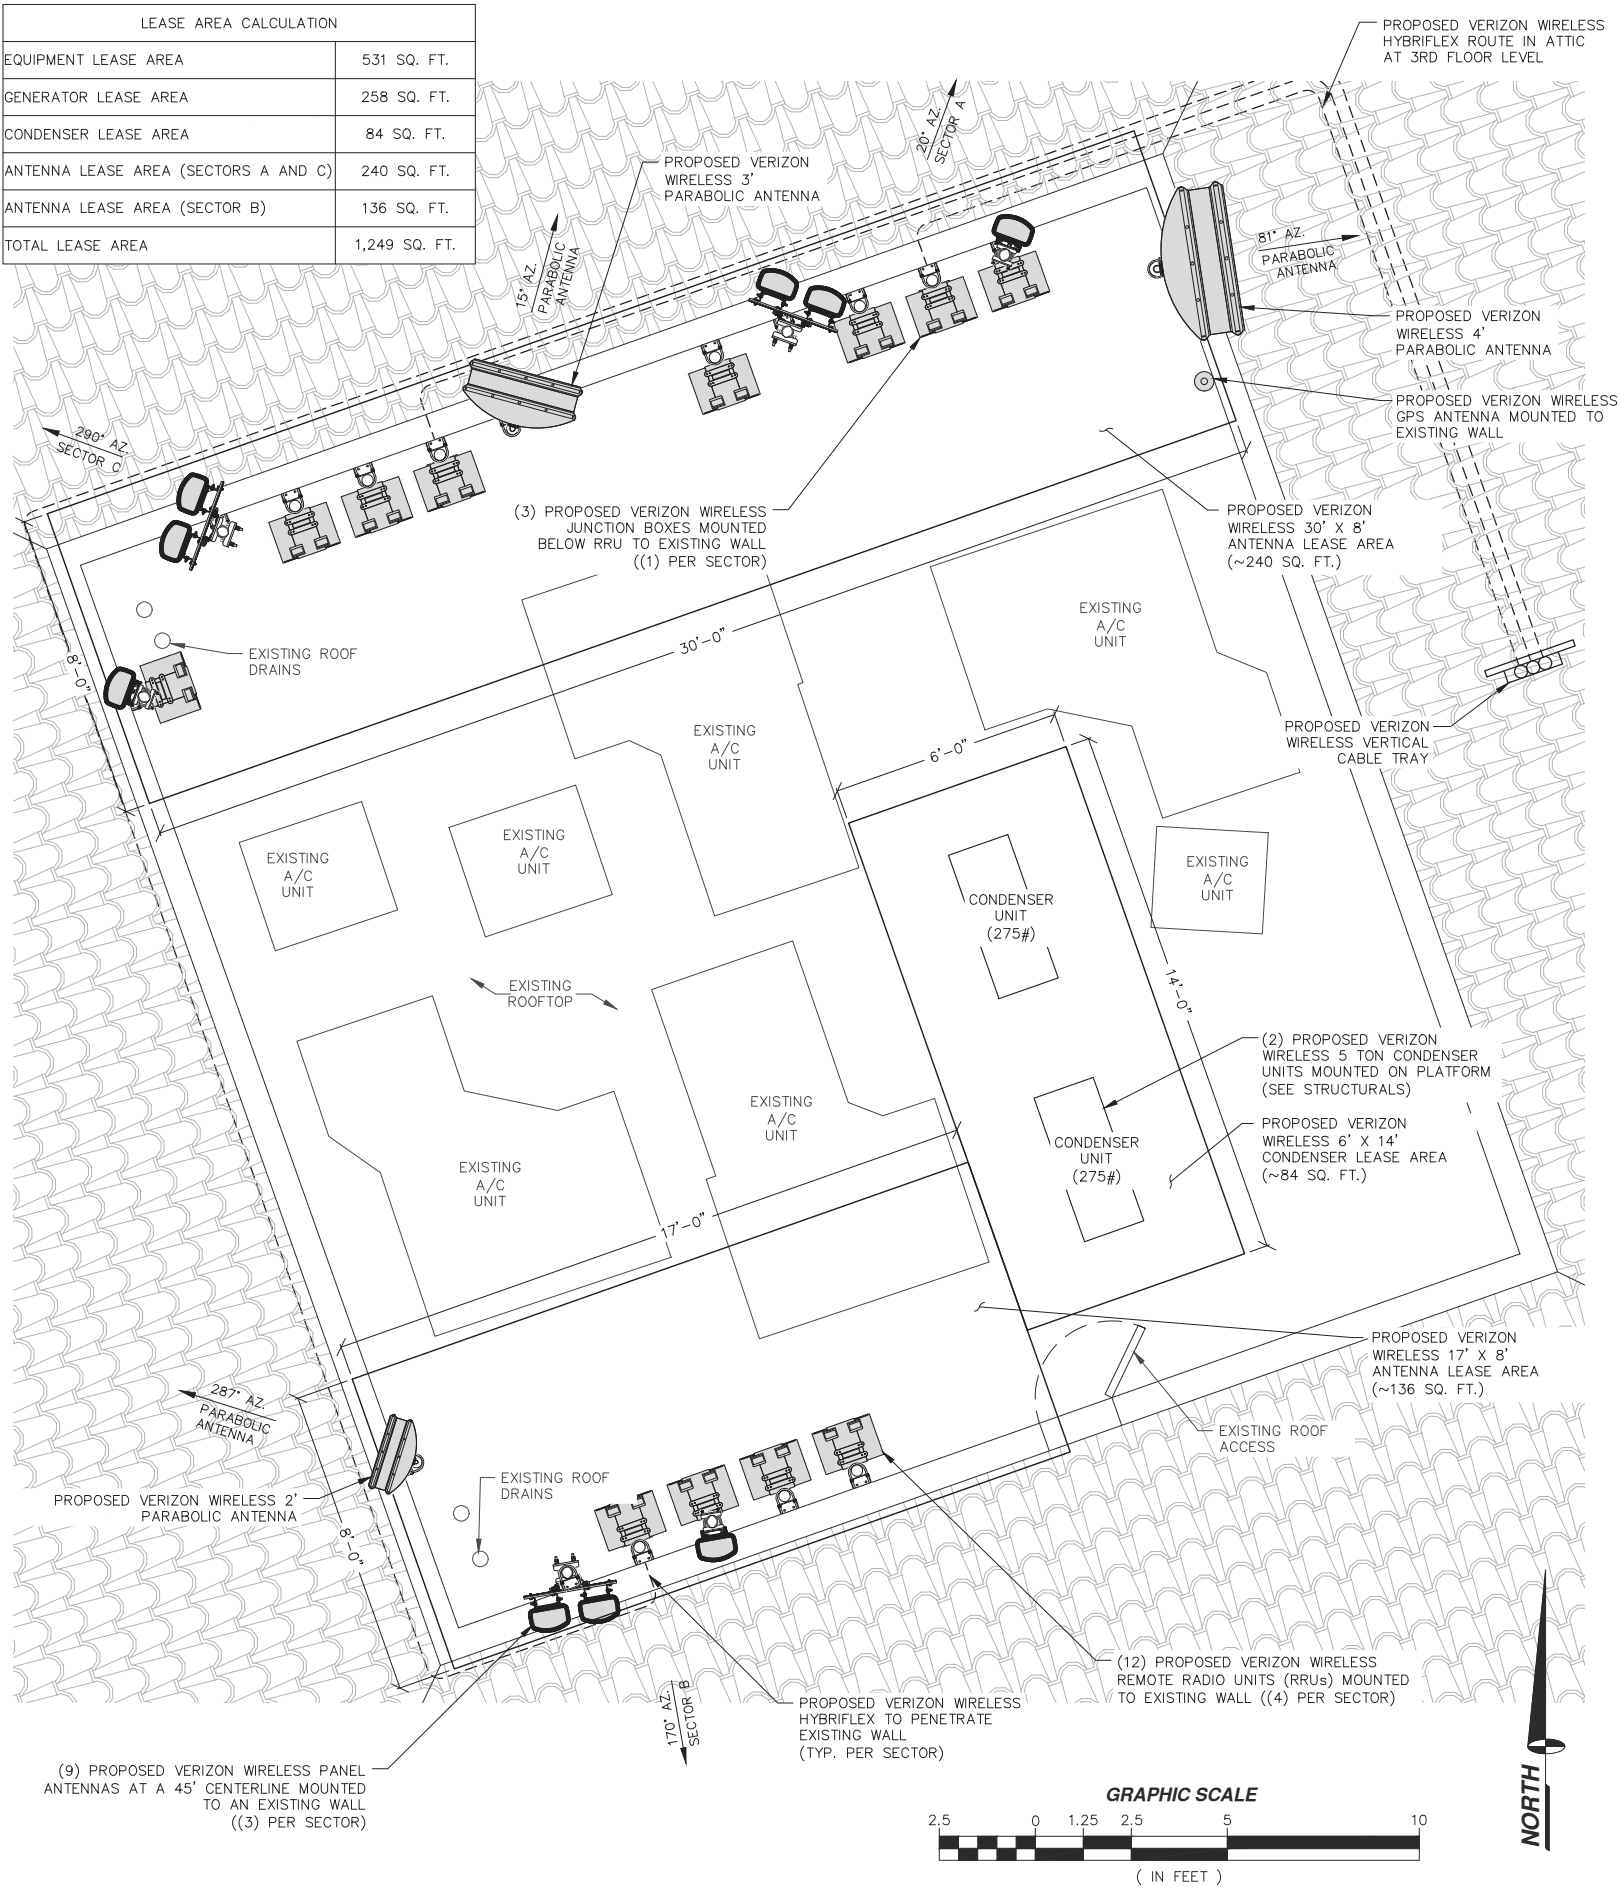 LEASE AREA CALCULATION
EQUIPMENT LEASE AREA 531 SQ. FT.
GENERATOR LEASE AREA 258 SQ. FT.
CONDENSER LEASE AREA 84 SQ. FT.
ANTENNA LEASE AREA (SECTORS A AND C) 240 SQ. FT.
ANTENNA LEASE AREA (SECTOR B) 136 SQ. FT.
TOTAL LEASE AREA 1,249 SQ. FT.
PROPOSED VERIZON WIRELESS
HYBRIFLEX ROUTE IN ATTIC
AT 3RD FLOOR LEVEL
20° AZ.
SECTOR A
PROPOSED VERIZON
WIRELESS 3'
PARABOLIC ANTENNA
15° AZ.
PARABOLIC
ANTENNA
81° AZ.
PARABOLIC
ANTENNA
PROPOSED VERIZON
WIRELESS 4'
PARABOLIC ANTENNA
PROPOSED VERIZON WIRELESS
GPS ANTENNA MOUNTED TO
EXISTING WALL
290° AZ.
SECTOR C
(3) PROPOSED VERIZON WIRELESS
JUNCTION BOXES MOUNTED
BELOW RRU TO EXISTING WALL
((1) PER SECTOR)
PROPOSED VERIZON
WIRELESS 30' X 8'
ANTENNA LEASE AREA
(~240 SQ. FT.)
EXISTING
A/C
UNIT
EXISTING ROOF
DRAINS
8'-0"
30'-0"
EXISTING
A/C
UNIT
6'-0"
PROPOSED VERIZON
WIRELESS VERTICAL
CABLE TRAY
EXISTING
A/C
UNIT
EXISTING
A/C
UNIT
EXISTING
A/C
UNIT
CONDENSER
UNIT
(275#)
EXISTING
ROOFTOP
14'-0"
(2) PROPOSED VERIZON
WIRELESS 5 TON CONDENSER
UNITS MOUNTED ON PLATFORM
(SEE STRUCTURALS)
EXISTING
A/C
UNIT
PROPOSED VERIZON
WIRELESS 6' X 14'
CONDENSER LEASE AREA
(~84 SQ. FT.)
CONDENSER
UNIT
(275#)
EXISTING
A/C
UNIT
17'-0"
PROPOSED VERIZON
WIRELESS 17' X 8'
ANTENNA LEASE AREA
(~136 SQ. FT.)
287° AZ.
PARABOLIC
ANTENNA
EXISTING ROOF
ACCESS
EXISTING ROOF
DRAINS
PROPOSED VERIZON WIRELESS 2'
PARABOLIC ANTENNA
8'-0"
(12) PROPOSED VERIZON WIRELESS
REMOTE RADIO UNITS (RRUs) MOUNTED
TO EXISTING WALL ((4) PER SECTOR)
170° AZ.
SECTOR B
PROPOSED VERIZON WIRELESS
HYBRIFLEX TO PENETRATE
EXISTING WALL
(TYP. PER SECTOR)
(9) PROPOSED VERIZON WIRELESS PANEL
ANTENNAS AT A 45' CENTERLINE MOUNTED
TO AN EXISTING WALL
((3) PER SECTOR)
GRAPHIC SCALE
2.5 0 1.25 2.5 5 10
( IN FEET )
NORTH